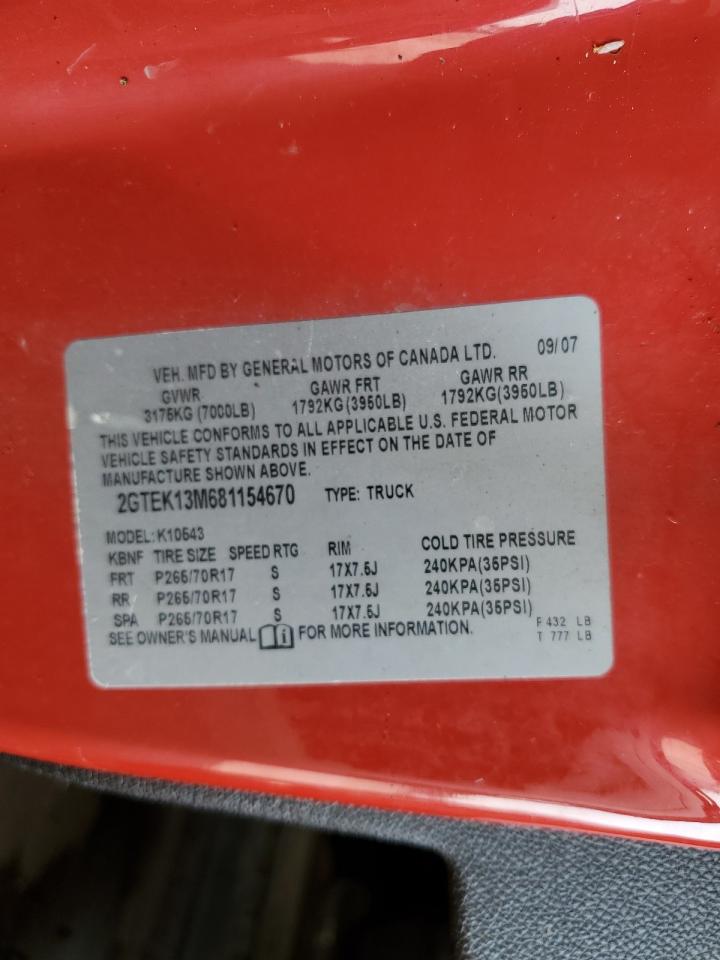 VEH. MFD BY GENERAL MOTORS OF CANADA LTD. 09/07
GVWR GAWR FRT GAWR RR
3175KG (7000LB) 1792KG(3950LB) 1792KG(3950LB)
THIS VEHICLE CONFORMS TO ALL APPLICABLE U.S. FEDERAL MOTOR
VEHICLE SAFETY STANDARDS IN EFFECT ON THE DATE OF
MANUFACTURE SHOWN ABOVE.
2GTEK13M681154670 TYPE: TRUCK
MODEL: K10543
KBNF TIRE SIZE SPEED RTG RIM COLD TIRE PRESSURE
FRT P265/70R17 S 17X7.5J 240KPA(35PSI)
RR P265/70R17 S 17X7.5J 240KPA(35PSI)
SPA P265/70R17 S 17X7.5J 240KPA(35PSI)
SEE OWNER'S MANUAL i FOR MORE INFORMATION.
F 432 LB
T 777 LB